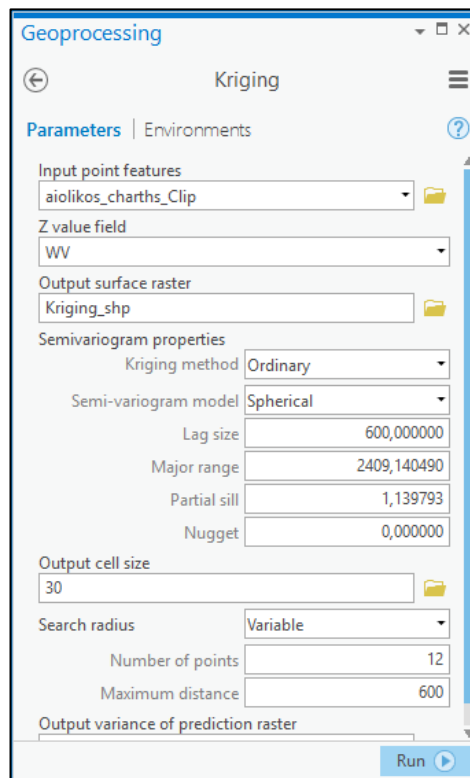 Geoprocessing
Kriging
Parameters | Environments
Input point features
aiolikos_charths_Clip
Z value field
WV
Output surface raster
Kriging_shp
Semivariogram properties
Kriging method Ordinary
Semi-variogram model Spherical
Lag size 600,000000
Major range 2409,140490
Partial sill 1,139793
Nugget 0,000000
Output cell size
30
Search radius Variable
Number of points 12
Maximum distance 600
Output variance of prediction raster
Run